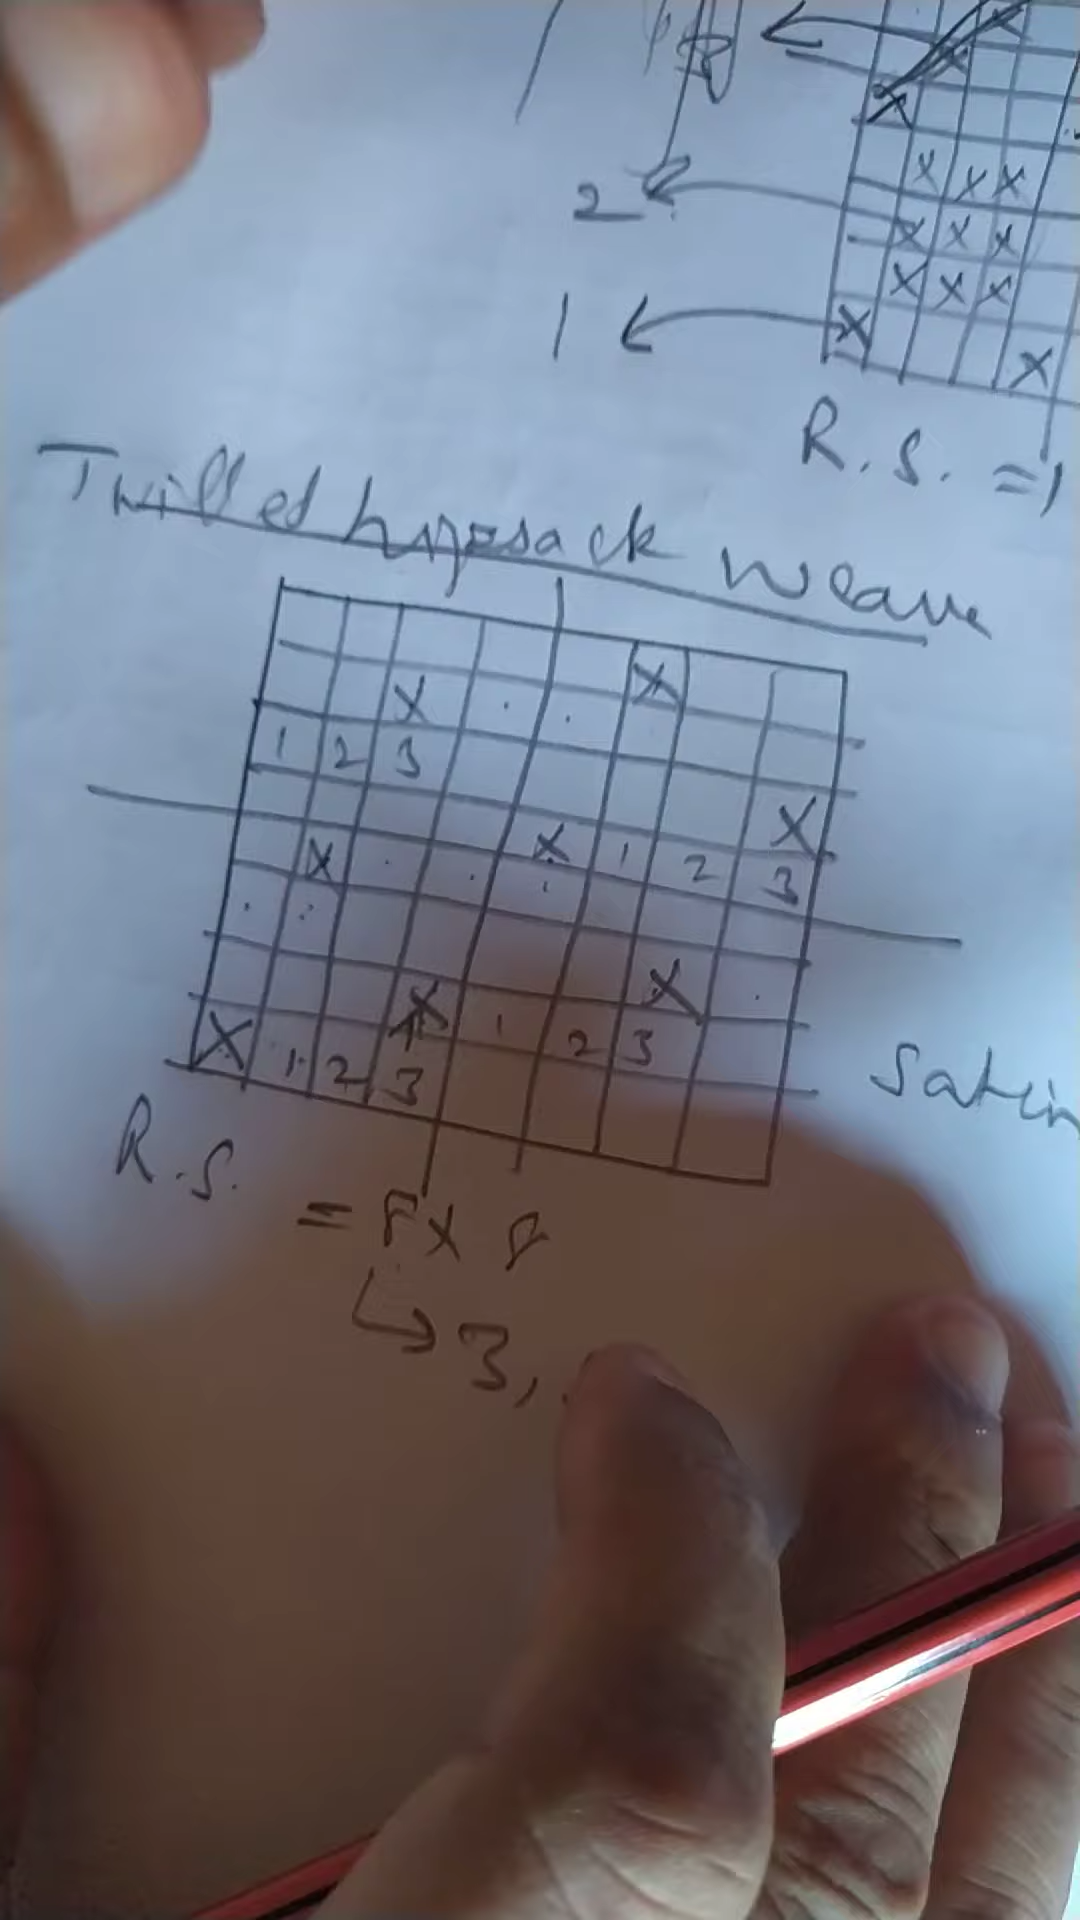 2
1
R. S. = 1
Twilled hopsack weave
X
X
1 2 3
X
X X 1 2 3
X X
X 1 2 3 1 2 3
Satin
R.S. = 8 x 8
3,